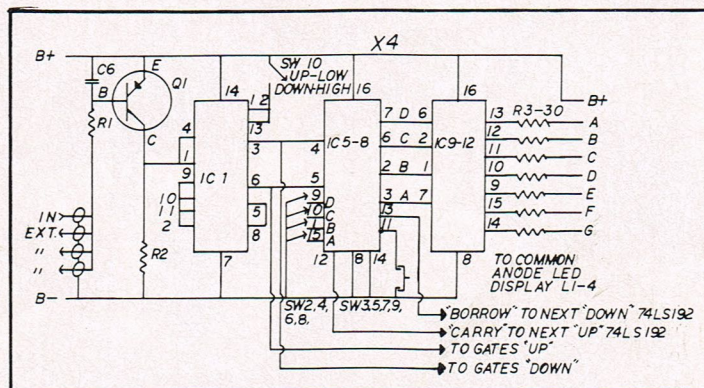 X4
B+
C6
E
Q1
B
C
R1
R2
SW 10
UP-LOW
DOWN-HIGH
14
12
13
4
1
9
10
11
2
3
6
5
8
7
IC 1
16
4
5
9
10
1
15
D
C
B
A
12
8
14
IC5-8
7 D 6
6 C 2
2 B 1
3 A 7
13
11
16
IC9-12
8
13
12
11
10
9
15
14
R3-30
B+
A
B
C
D
E
F
G
IN
EXT.
"
"
B-
SW2,4,
6,8,
SW3,5,7,9,
TO COMMON
ANODE LED
DISPLAY L1-4
"BORROW" TO NEXT "DOWN" 74LS192
"CARRY" TO NEXT "UP" 74LS192
TO GATES "UP"
TO GATES "DOWN"